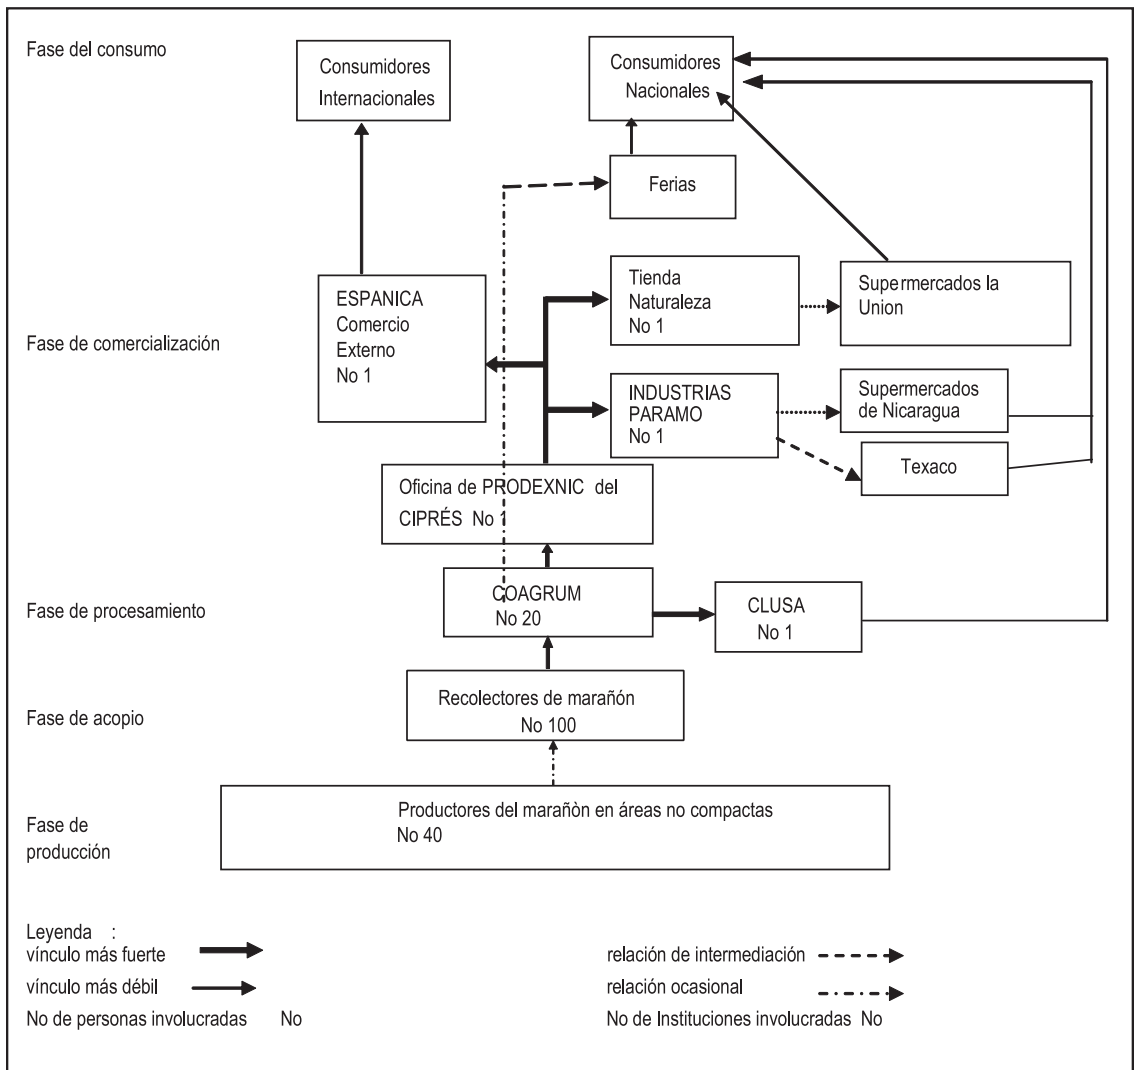 Fase del consumo
Consumidores
Internacionales
Consumidores
Nacionales
Ferias
Fase de comercialización
ESPANICA
Comercio
Externo
No 1
Tienda
Naturaleza
No 1
Supermercados la
Union
INDUSTRIAS
PARAMO
No 1
Supermercados
de Nicaragua
Texaco
Oficina de PRODEXNIC del
CIPRÉS No 1
Fase de procesamiento
COAGRUM
No 20
CLUSA
No 1
Fase de acopio
Recolectores de marañón
No 100
Fase de
producción
Productores del marañòn en áreas no compactas
No 40
Leyenda :
vínculo más fuerte
vínculo más débil
No de personas involucradas No
relación de intermediación
relación ocasional
No de Instituciones involucradas No